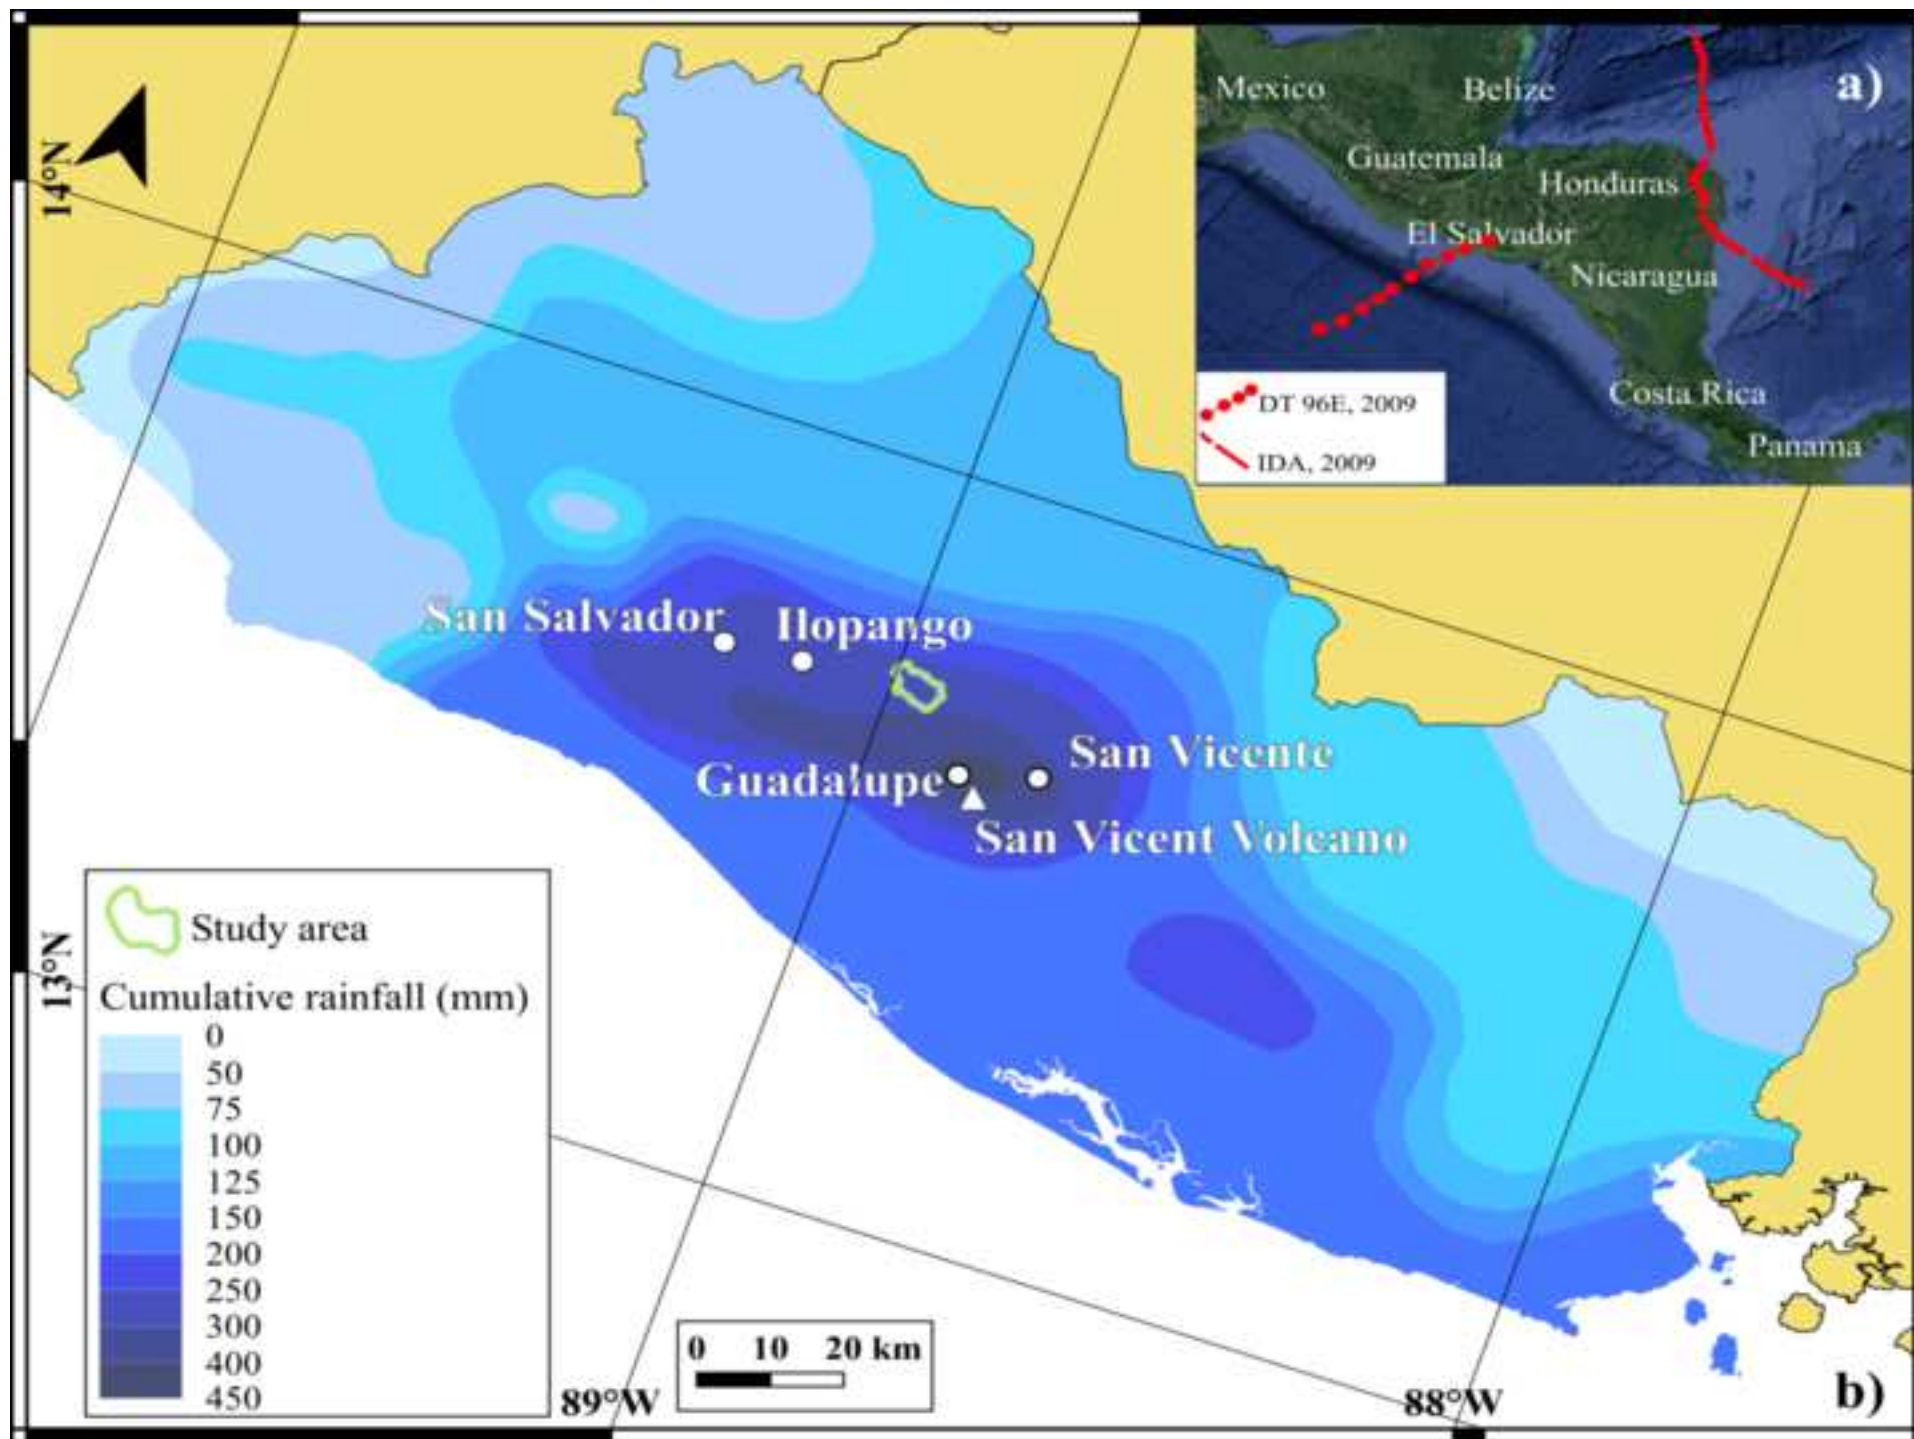 a)
Mexico
Belize
Guatemala
Honduras
El Salvador
Nicaragua
Costa Rica
Panama
DT 96E, 2009
IDA, 2009
14°N
San Salvador
Ilopango
San Vicente
Guadalupe
San Vicent Volcano
13°N
Study area
Cumulative rainfall (mm)
0
50
75
100
125
150
200
250
300
400
450
0 10 20 km
89°W
88°W
b)